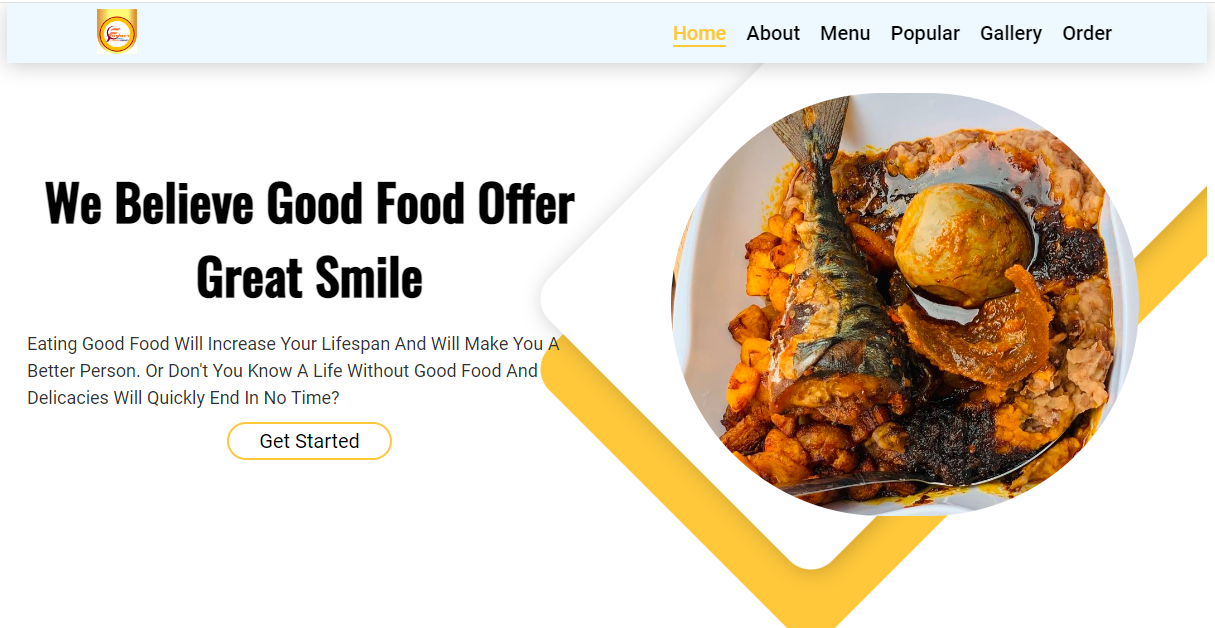 Home About Menu Popular Gallery Order
We Believe Good Food Offer
Great Smile
Eating Good Food Will Increase Your Lifespan And Will Make You A
Better Person. Or Don't You Know A Life Without Good Food And
Delicacies Will Quickly End In No Time?
Get Started